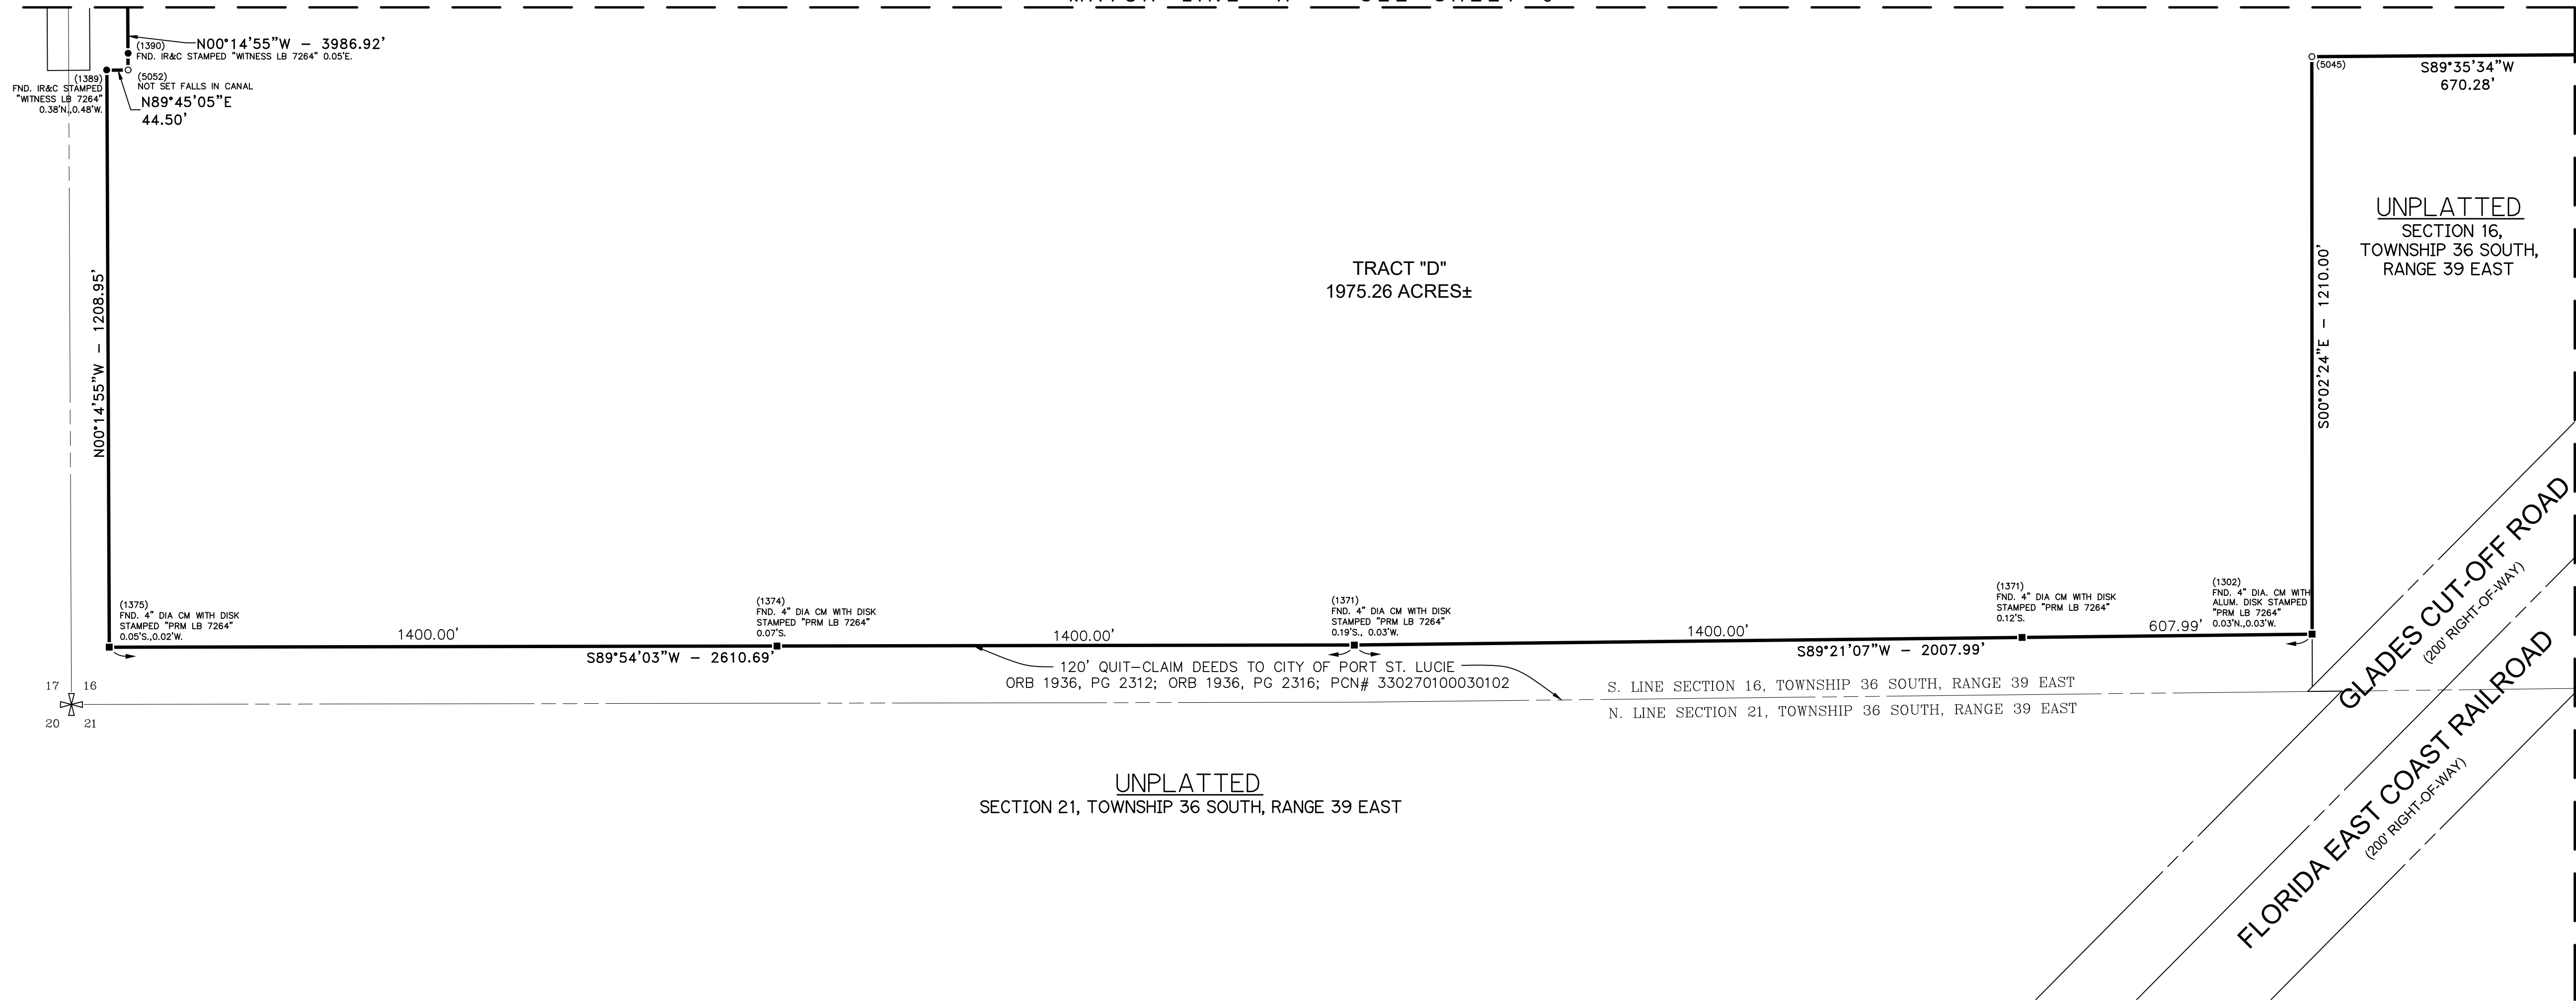 N00°14'55"W - 3986.92'
(1390)
FND. IR&C STAMPED "WITNESS LB 7264" 0.05'E.
(1389)
FND. IR&C STAMPED
"WITNESS LB 7264"
0.38'N.,0.48'W.
(5052)
NOT SET FALLS IN CANAL
N89°45'05"E
44.50'
(5045)
S89°35'34"W
670.28'
UNPLATTED
SECTION 16,
TOWNSHIP 36 SOUTH,
RANGE 39 EAST
TRACT "D"
1975.26 ACRES±
N00°14'55"W - 1208.95'
S00°02'24"E - 1210.00'
(1375)
FND. 4" DIA CM WITH DISK
STAMPED "PRM LB 7264"
0.05'S.,0.02'W.
1400.00'
(1374)
FND. 4" DIA CM WITH DISK
STAMPED "PRM LB 7264"
0.07'S.
1400.00'
(1371)
FND. 4" DIA CM WITH DISK
STAMPED "PRM LB 7264"
0.19'S., 0.03'W.
1400.00'
(1371)
FND. 4" DIA CM WITH DISK
STAMPED "PRM LB 7264"
0.12'S.
607.99'
(1302)
FND. 4" DIA. CM WITH
ALUM. DISK STAMPED
"PRM LB 7264"
0.03'N.,0.03'W.
S89°54'03"W - 2610.69'
S89°21'07"W - 2007.99'
120' QUIT-CLAIM DEEDS TO CITY OF PORT ST. LUCIE
ORB 1936, PG 2312; ORB 1936, PG 2316; PCN# 330270100030102
S. LINE SECTION 16, TOWNSHIP 36 SOUTH, RANGE 39 EAST
N. LINE SECTION 21, TOWNSHIP 36 SOUTH, RANGE 39 EAST
17 16
20 21
UNPLATTED
SECTION 21, TOWNSHIP 36 SOUTH, RANGE 39 EAST
GLADES CUT-OFF ROAD
(200' RIGHT-OF-WAY)
FLORIDA EAST COAST RAILROAD
(200' RIGHT-OF-WAY)